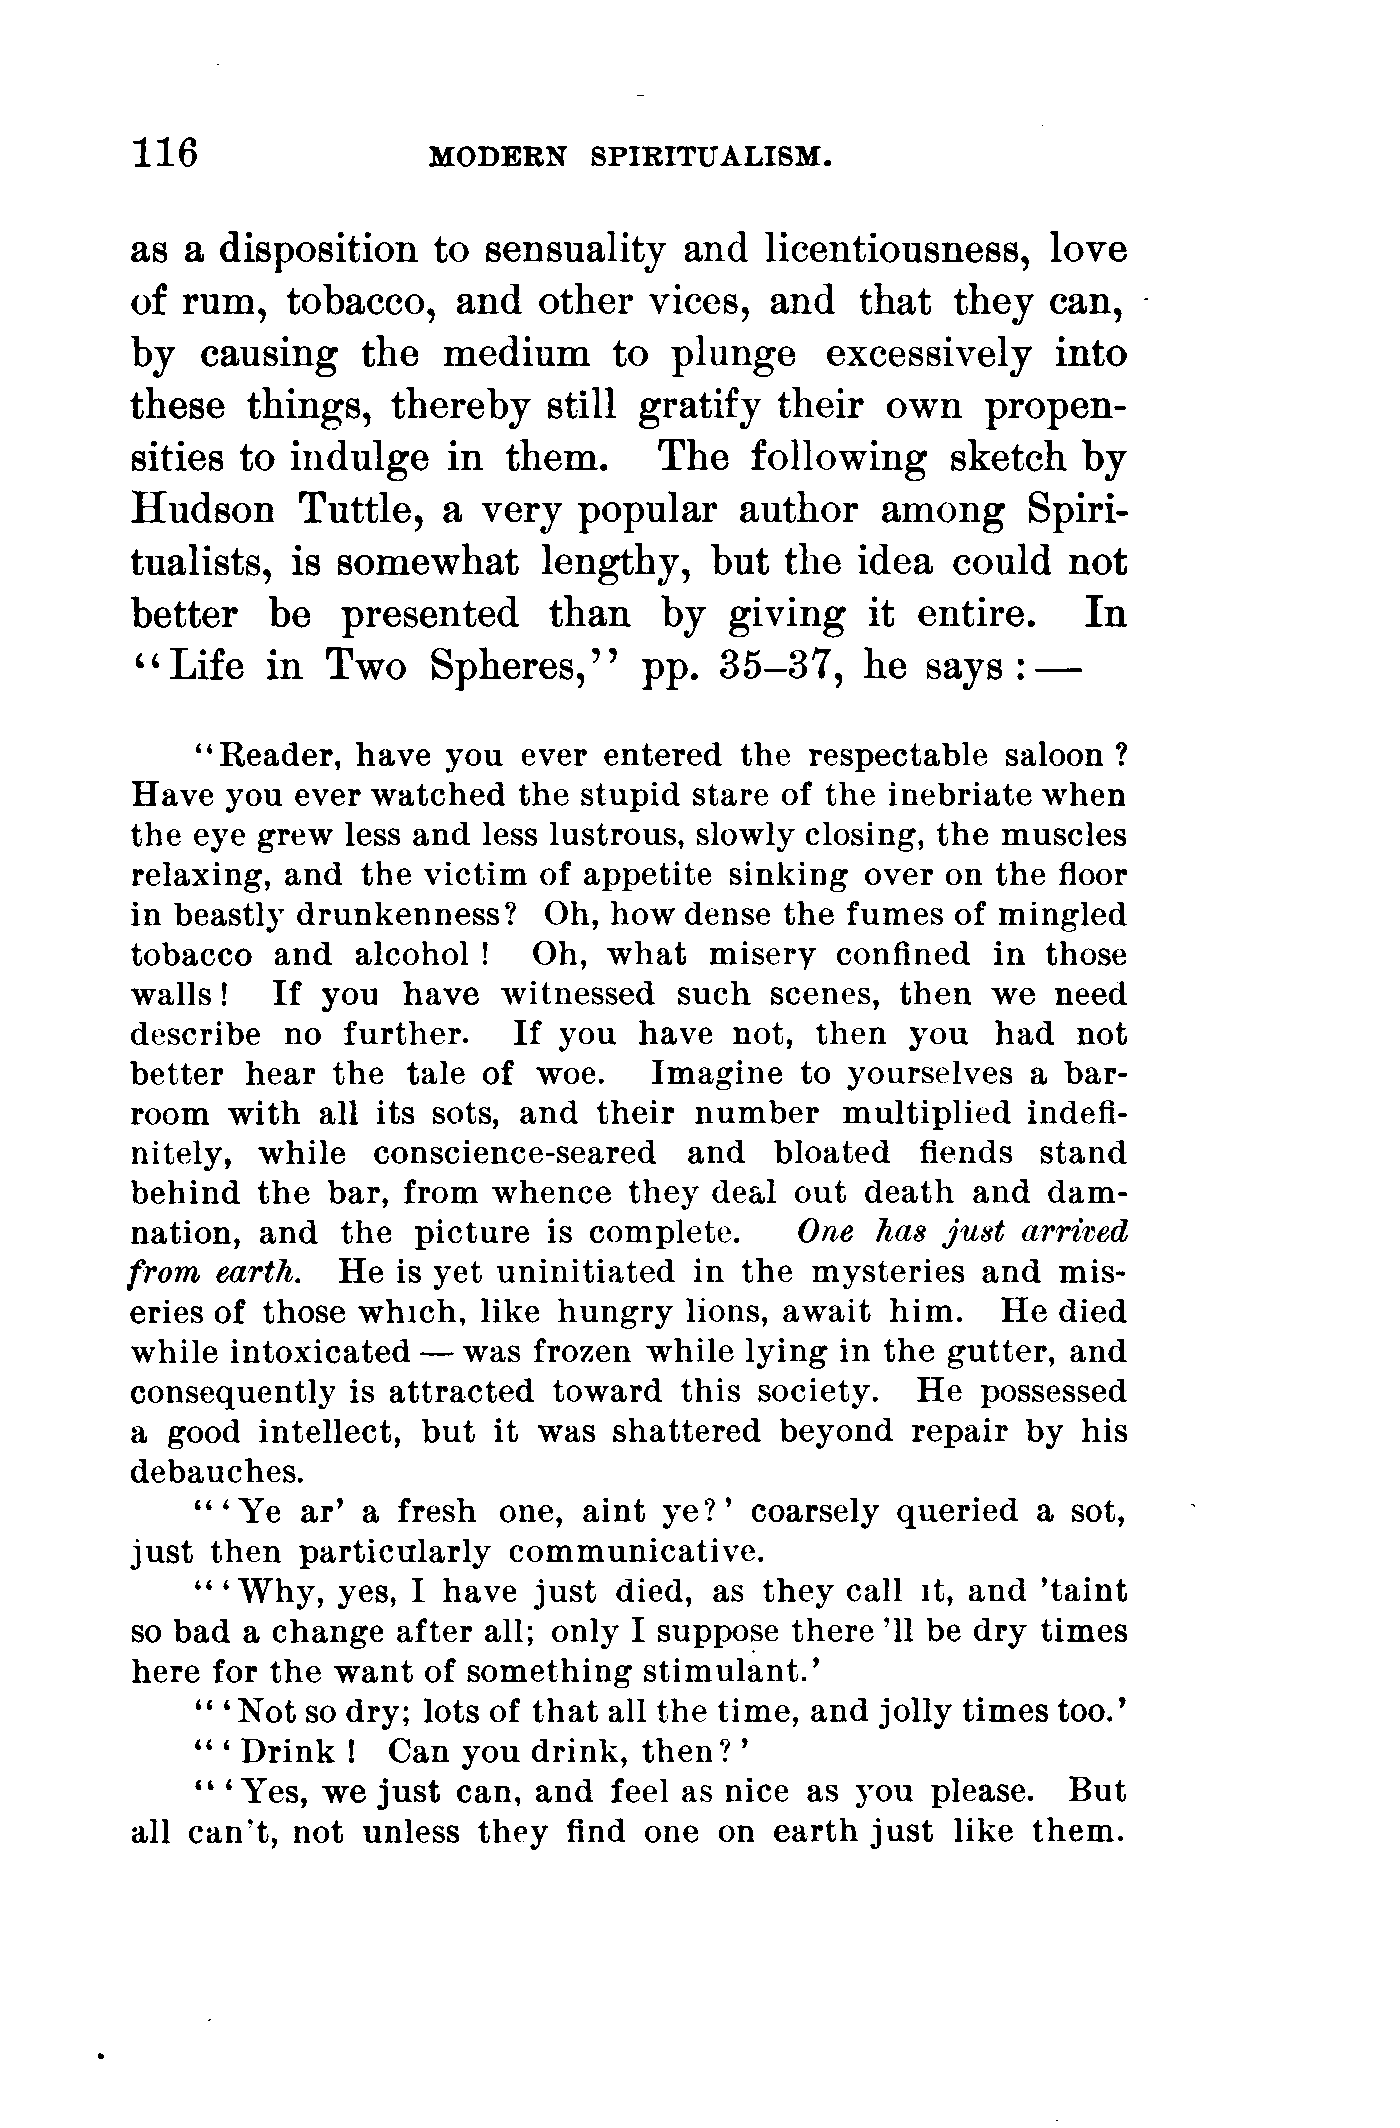 116 MODERN SPIRITUALISM.
as a disposition to sensuality and licentiousness, love
of rum, tobacco, and other vices, and that they can,
by causing the medium to plunge excessively into
these things, thereby still gratify their own propen-
sities to indulge in them. The following sketch by
Hudson Tuttle, a very popular author among Spiri-
tualists, is somewhat lengthy, but the idea could not
better be presented than by giving it entire. In
“Life in Two Spheres,” pp. 35–37, he says : —
“Reader, have you ever entered the respectable saloon ?
Have you ever watched the stupid stare of the inebriate when
the eye grew less and less lustrous, slowly closing, the muscles
relaxing, and the victim of appetite sinking over on the floor
in beastly drunkenness? Oh, how dense the fumes of mingled
tobacco and alcohol ! Oh, what misery confined in those
walls ! If you have witnessed such scenes, then we need
describe no further. If you have not, then you had not
better hear the tale of woe. Imagine to yourselves a bar-
room with all its sots, and their number multiplied indefi-
nitely, while conscience-seared and bloated fiends stand
behind the bar, from whence they deal out death and dam-
nation, and the picture is complete. One has just arrived
from earth. He is yet uninitiated in the mysteries and mis-
eries of those which, like hungry lions, await him. He died
while intoxicated — was frozen while lying in the gutter, and
consequently is attracted toward this society. He possessed
a good intellect, but it was shattered beyond repair by his
debauches.
“ ‘Ye ar’ a fresh one, aint ye?’ coarsely queried a sot,
just then particularly communicative.
“ ‘Why, yes, I have just died, as they call it, and ’taint
so bad a change after all; only I suppose there ’ll be dry times
here for the want of something stimulant.’
“ ‘Not so dry; lots of that all the time, and jolly times too.’
“ ‘ Drink ! Can you drink, then?’
“ ‘Yes, we just can, and feel as nice as you please. But
all can’t, not unless they find one on earth just like them.